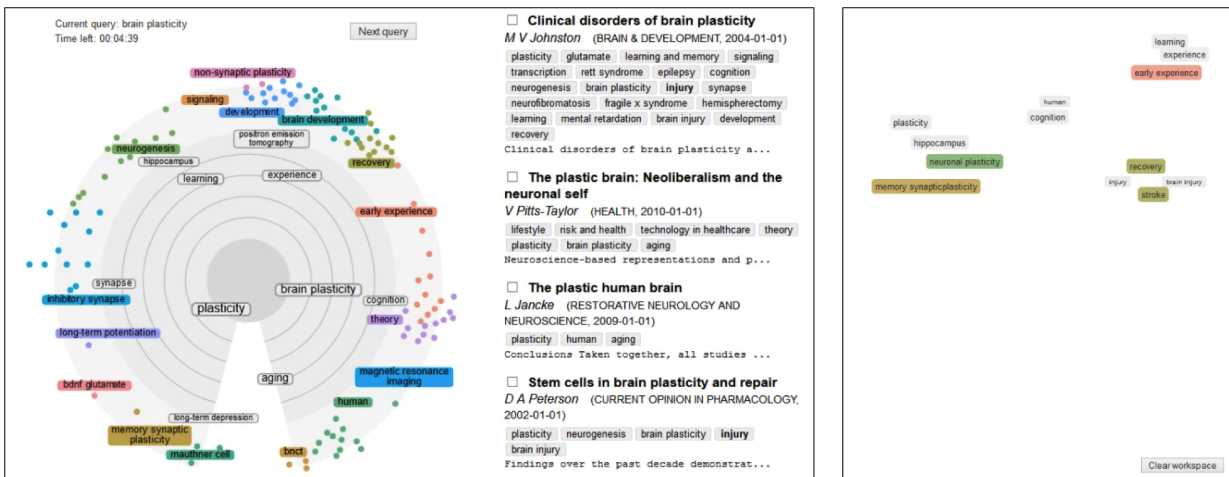 Current query: brain plasticity
Time left: 00:04:39
Next query
non-synaptic plasticity
signaling
development
brain development
positron emission
tomography
neurogenesis
hippocampus
recovery
learning
experience
early experience
synapse
brain plasticity
cognition
inhibitory synapse
plasticity
theory
long-term potentiation
magnetic resonance
imaging
aging
bdnf glutamate
human
long-term depression
memory synaptic
plasticity
mauthner cell
bnct
Clinical disorders of brain plasticity
M V Johnston (BRAIN & DEVELOPMENT, 2004-01-01)
plasticity glutamate learning and memory signaling
transcription rett syndrome epilepsy cognition
neurogenesis brain plasticity injury synapse
neurofibromatosis fragile x syndrome hemispherectomy
learning mental retardation brain injury development
recovery
Clinical disorders of brain plasticity a...
The plastic brain: Neoliberalism and the
neuronal self
V Pitts-Taylor (HEALTH, 2010-01-01)
lifestyle risk and health technology in healthcare theory
plasticity brain plasticity aging
Neuroscience-based representations and p...
The plastic human brain
L Jancke (RESTORATIVE NEUROLOGY AND
NEUROSCIENCE, 2009-01-01)
plasticity human aging
Conclusions Taken together, all studies ...
Stem cells in brain plasticity and repair
D A Peterson (CURRENT OPINION IN PHARMACOLOGY,
2002-01-01)
plasticity neurogenesis brain plasticity injury
brain injury
Findings over the past decade demonstrat...
learning
experience
early experience
human
cognition
plasticity
hippocampus
neuronal plasticity
memory synapticplasticity
recovery
injury brain injury
stroke
Clear workspace